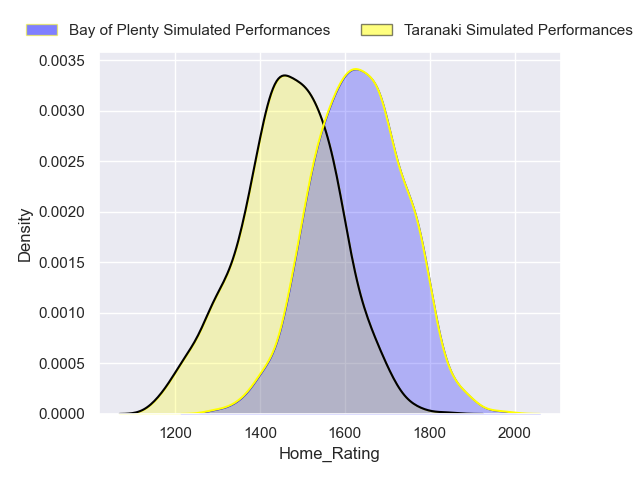 Bay of Plenty Simulated Performances Taranaki Simulated Performances
0.0035
0.0030
0.0025
0.0020
0.0015
0.0010
0.0005
0.0000
Density
1200 1400 1600 1800 2000
Home_Rating